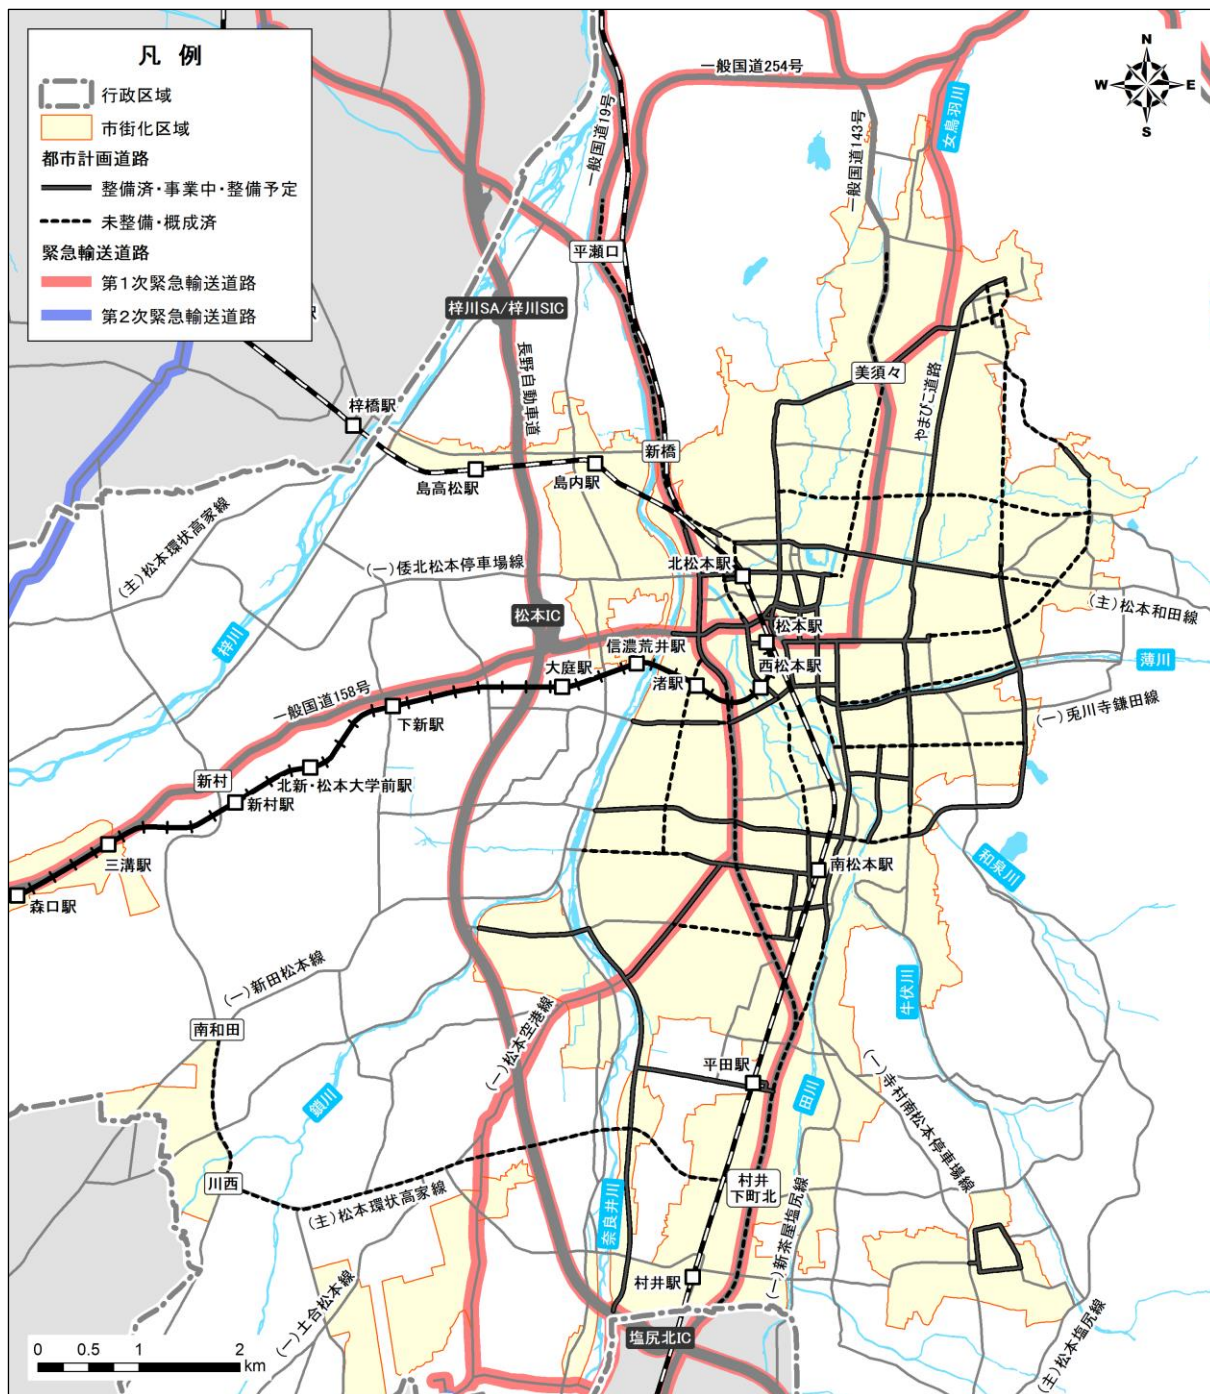 凡 例
行政区域
市街化区域
都市計画道路
整備済・事業中・整備予定
未整備・概成済
緊急輸送道路
第1次緊急輸送道路
第2次緊急輸送道路
N
W
E
S
一般国道254号
一般国道19号
一般国道143号
女鳥羽川
平瀬口
梓川SA/梓川SIC
長野自動車道
美須々
やまびこ道路
梓橋駅
新橋
島高松駅
島内駅
(主)松本環状高家線
(一)倭北松本停車場線
北松本駅
(主)松本和田線
松本IC
梓川
松本駅
信濃荒井駅
西松本駅
薄川
大庭駅
渚駅
一般国道158号
下新駅
(一)兎川寺鎌田線
新村
北新・松本大学前駅
新村駅
三溝駅
和泉川
南松本駅
森口駅
(一)新田松本線
牛伏川
南和田
(一)松本空港線
平田駅
田川
(一)寺村南松本停車場線
鎖川
川西
(主)松本環状高家線
村井
下町北
奈良井川
(一)新茶屋塩尻線
村井駅
(一)土合松本線
塩尻北IC
(主)松本塩尻線
0 0.5 1 2
km